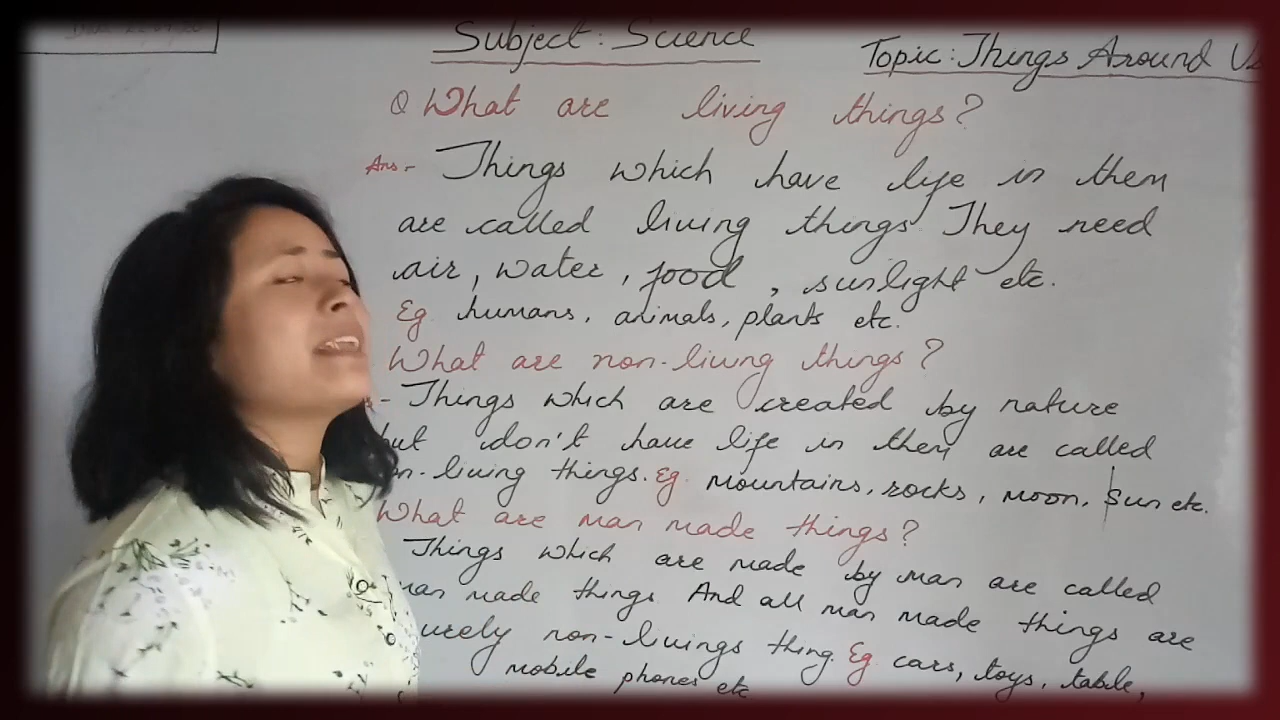 Subject: Science
Topic: Things Around Us
Q What are living things?
Ans - Things which have life in them
are called living things. They need
air, water, food, sunlight etc.
Eg. humans, animals, plants etc.
What are non-living things?
- Things which are created by nature
but don't have life in them are called
living things. Eg. mountains, rocks, moon, Sun etc.
What are man made things?
Things which are made by man are called
man made things. And all man made things are
non-livings thing. Eg. cars, toys, table,
mobile phones etc